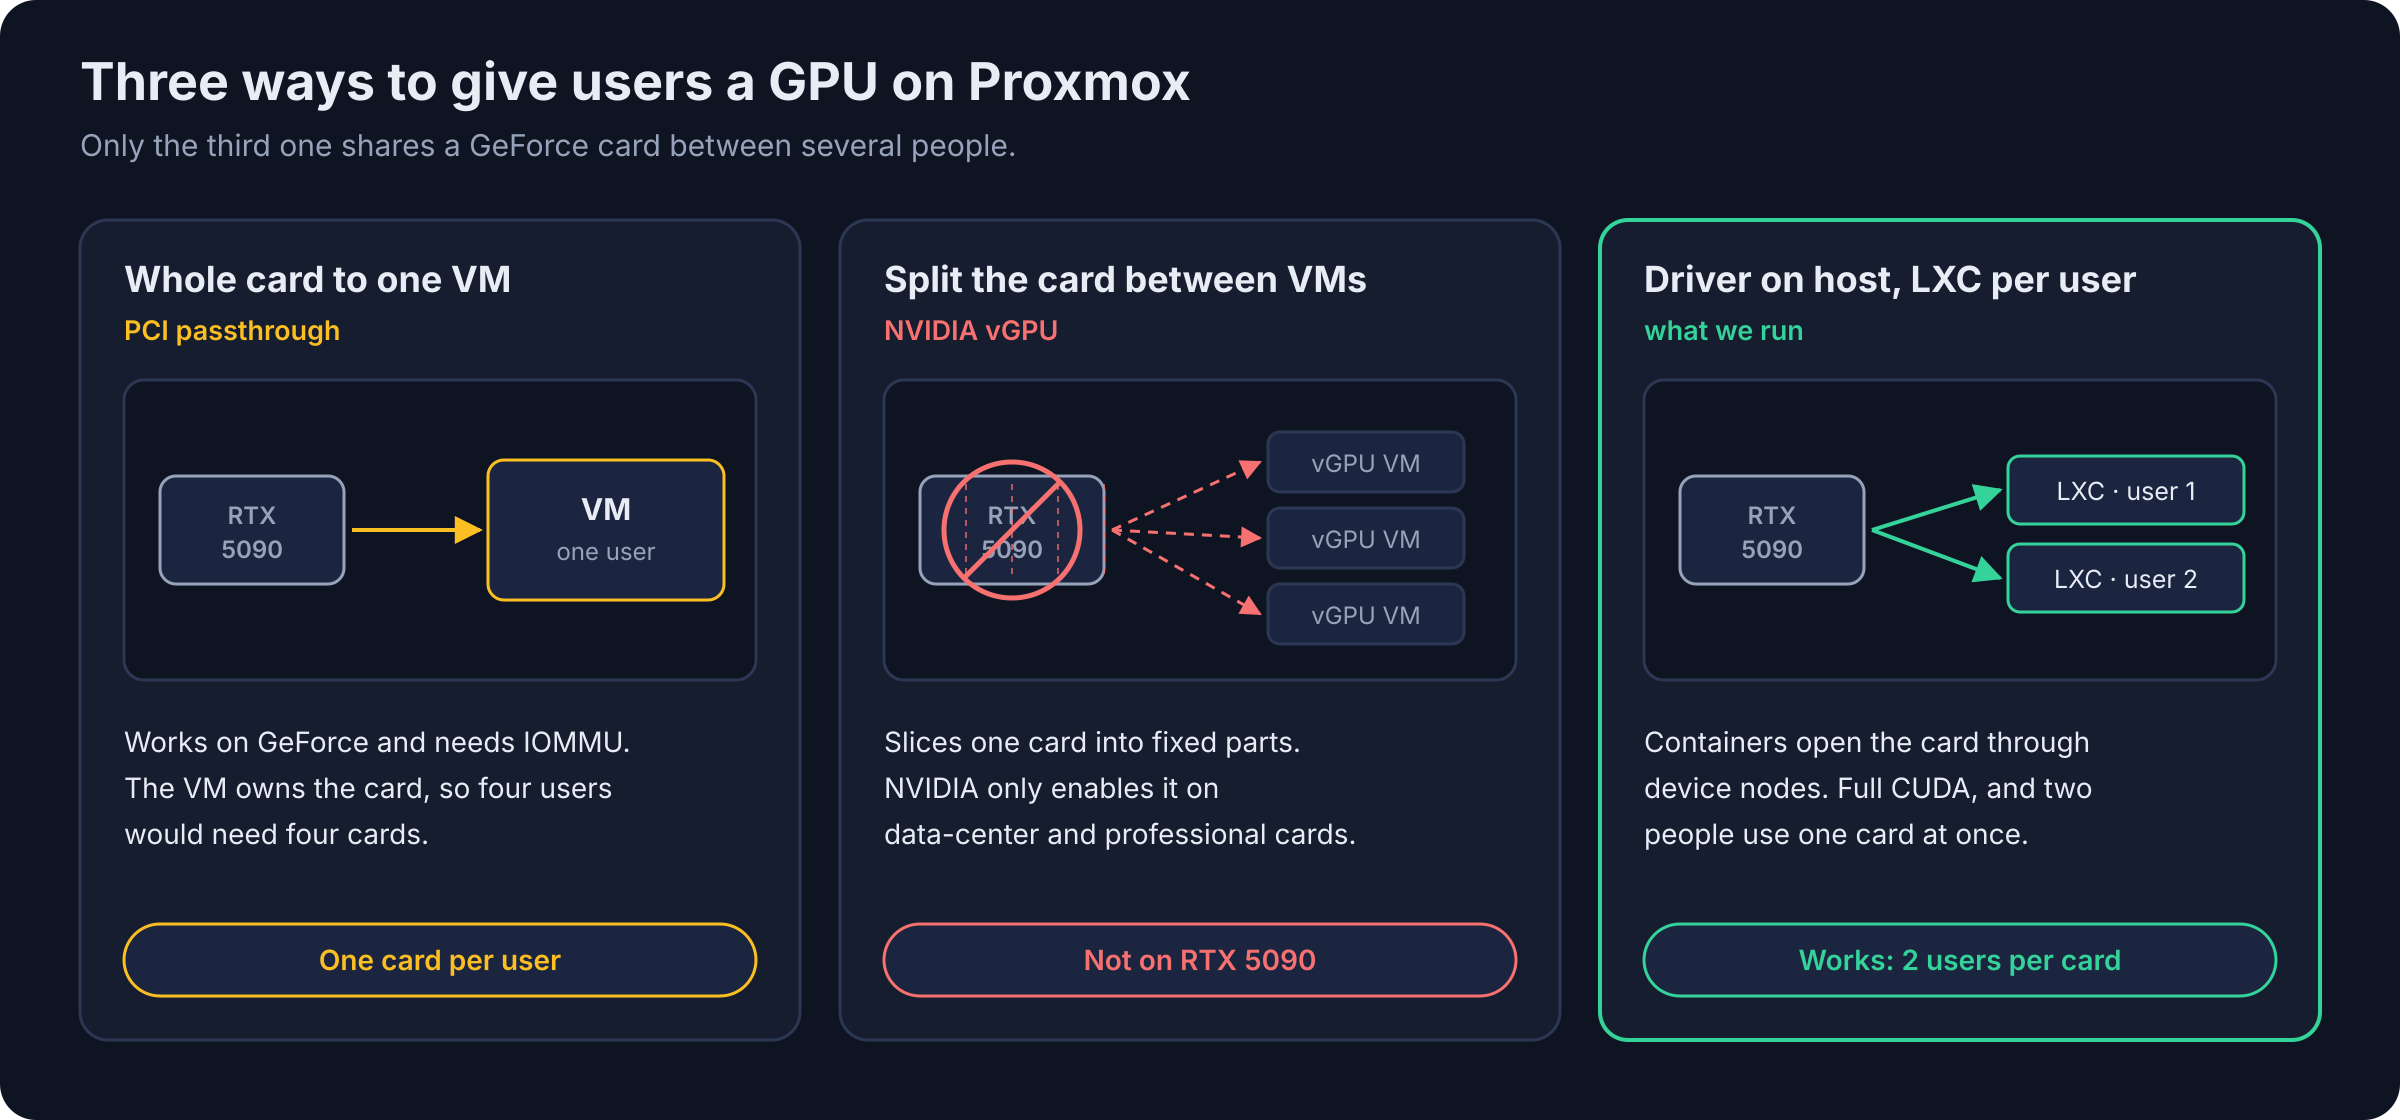 Three ways to give users a GPU on Proxmox
Only the third one shares a GeForce card between several people.
Whole card to one VM
PCI passthrough
RTX
5090
VM
one user
Works on GeForce and needs IOMMU.
The VM owns the card, so four users
would need four cards.
One card per user
Split the card between VMs
NVIDIA vGPU
RTX
5090
vGPU VM
vGPU VM
vGPU VM
Slices one card into fixed parts.
NVIDIA only enables it on
data-center and professional cards.
Not on RTX 5090
Driver on host, LXC per user
what we run
RTX
5090
LXC · user 1
LXC · user 2
Containers open the card through
device nodes. Full CUDA, and two
people use one card at once.
Works: 2 users per card